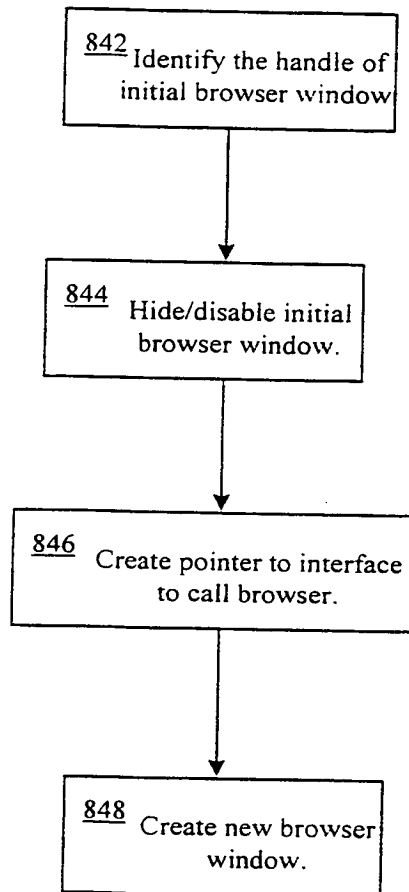 842 Identify the handle of
initial browser window
844 Hide/disable initial
browser window.
846 Create pointer to interface
to call browser.
848 Create new browser
window.